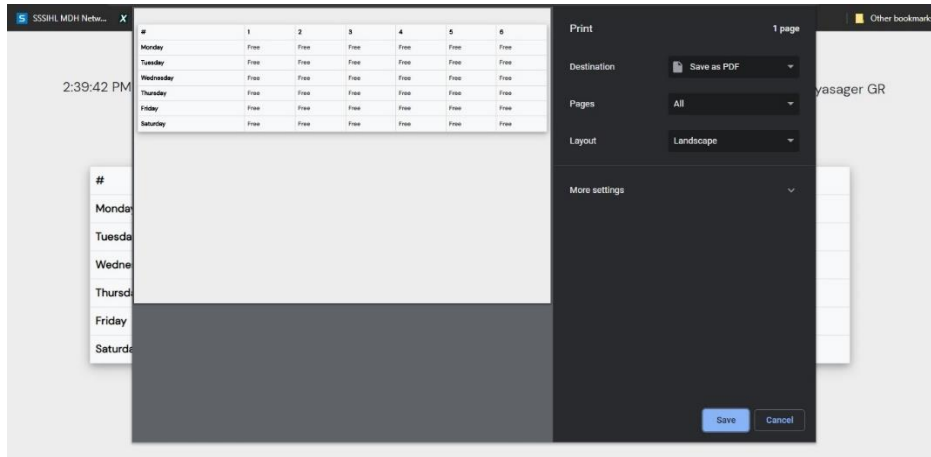 SSSIHL MDH Netw... X
Other bookmark
2:39:42 PM
yasager GR
#
Monday
Tuesda
Wedne
Thursd
Friday
Saturda
# 1 2 3 4 5 6
Monday Free Free Free Free Free Free
Tuesday Free Free Free Free Free Free
Wednesday Free Free Free Free Free Free
Thursday Free Free Free Free Free Free
Friday Free Free Free Free Free Free
Saturday Free Free Free Free Free Free
Print 1 page
Destination Save as PDF
Pages All
Layout Landscape
More settings
Save Cancel